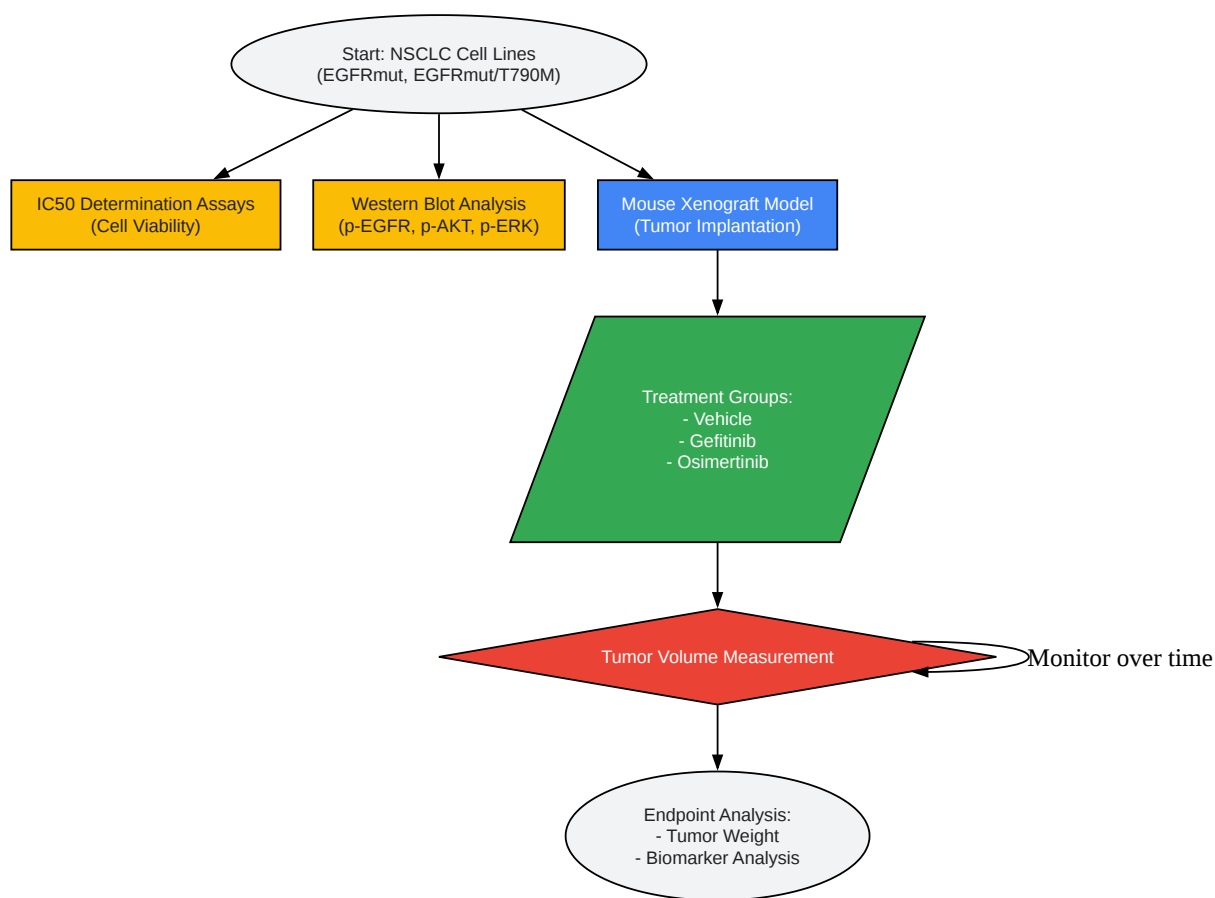 Start: NSCLC Cell Lines
(EGFRmut, EGFRmut/T790M)
IC50 Determination Assays
(Cell Viability)
Western Blot Analysis
(p-EGFR, p-AKT, p-ERK)
Mouse Xenograft Model
(Tumor Implantation)
Treatment Groups:
- Vehicle
- Gefitinib
- Osimertinib
Tumor Volume Measurement
Monitor over time
Endpoint Analysis:
- Tumor Weight
- Biomarker Analysis